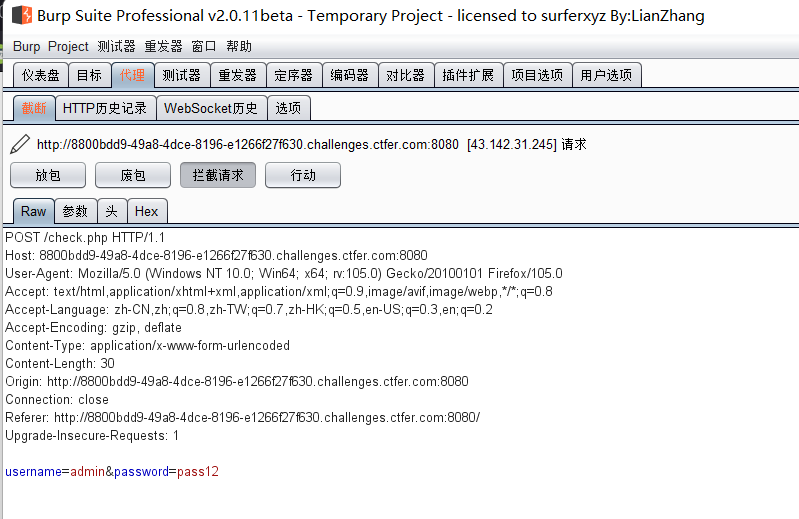 Burp Suite Professional v2.0.11beta - Temporary Project - licensed to surferxyz By:LianZhang
Burp Project 测试器 重发器 窗口 帮助
仪表盘 目标 代理 测试器 重发器 定序器 编码器 对比器 插件扩展 项目选项 用户选项
截断 HTTP历史记录 WebSocket历史 选项
http://8800bdd9-49a8-4dce-8196-e1266f27f630.challenges.ctfer.com:8080 [43.142.31.245] 请求
放包 废包 拦截请求 行动
Raw 参数 头 Hex
POST /check.php HTTP/1.1
Host: 8800bdd9-49a8-4dce-8196-e1266f27f630.challenges.ctfer.com:8080
User-Agent: Mozilla/5.0 (Windows NT 10.0; Win64; x64; rv:105.0) Gecko/20100101 Firefox/105.0
Accept: text/html,application/xhtml+xml,application/xml;q=0.9,image/avif,image/webp,*/*;q=0.8
Accept-Language: zh-CN,zh;q=0.8,zh-TW;q=0.7,zh-HK;q=0.5,en-US;q=0.3,en;q=0.2
Accept-Encoding: gzip, deflate
Content-Type: application/x-www-form-urlencoded
Content-Length: 30
Origin: http://8800bdd9-49a8-4dce-8196-e1266f27f630.challenges.ctfer.com:8080
Connection: close
Referer: http://8800bdd9-49a8-4dce-8196-e1266f27f630.challenges.ctfer.com:8080/
Upgrade-Insecure-Requests: 1
username=admin&password=pass12